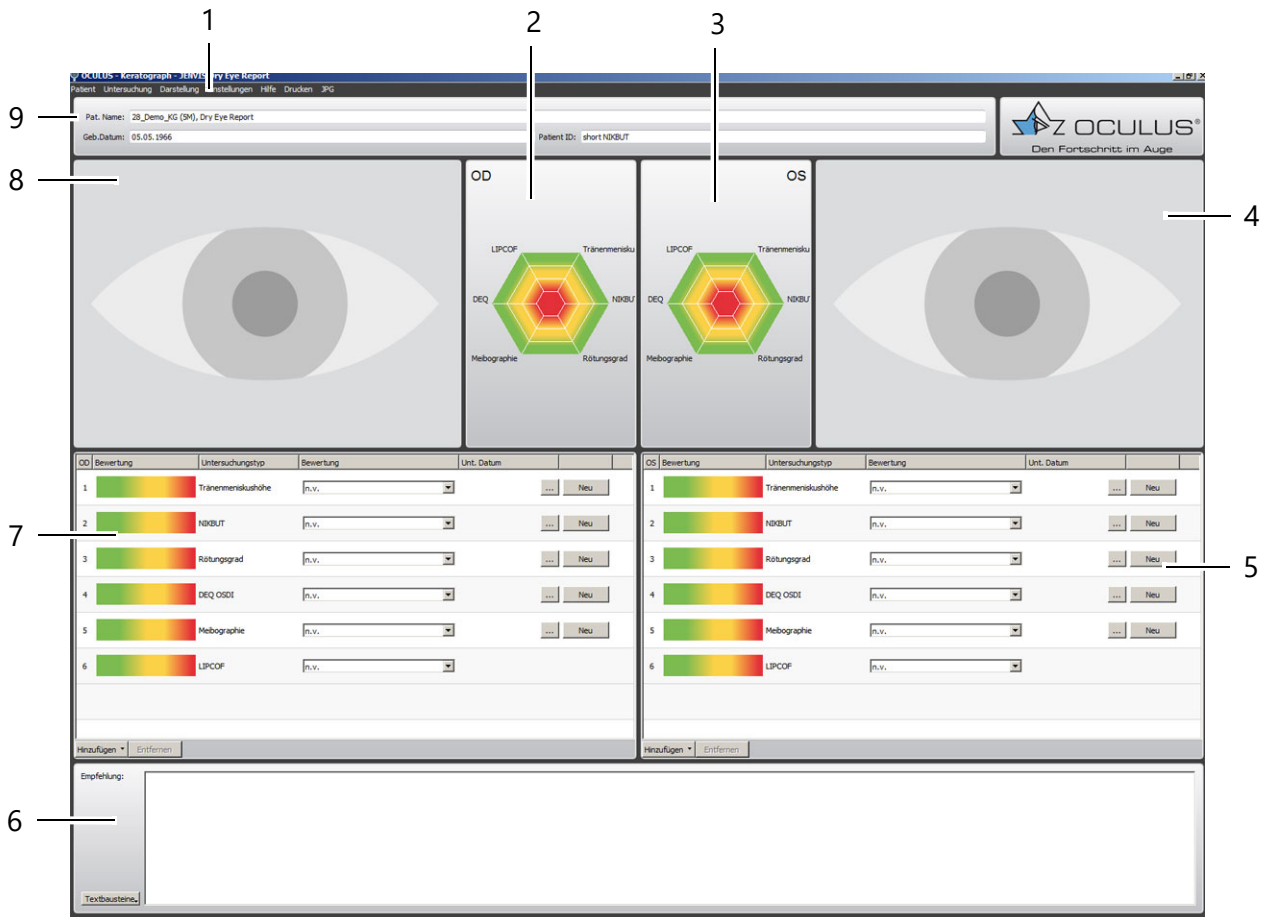 1
2
3
OCULUS - Keratograph - JENVIS Dry Eye Report
Patient Untersuchung Darstellung Einstellungen Hilfe Drucken JPG
9
Pat. Name: 28_Demo_KG (5M), Dry Eye Report
Geb.Datum: 05.05.1966 Patient ID: short NIKBUT
OCULUS®
Den Fortschritt im Auge
8
OD
OS
4
LIPCOF Tränenmenisku
DEQ NIKBU
Meibographie Rötungsgrad
LIPCOF Tränenmenisku
DEQ NIKBU
Meibographie Rötungsgrad
OD Bewertung Untersuchungstyp Bewertung Unt. Datum
1 Tränenmeniskushöhe n.v. ... Neu
2 NIKBUT n.v. ... Neu
3 Rötungsgrad n.v. ... Neu
4 DEQ OSDI n.v. ... Neu
5 Meibographie n.v. ... Neu
6 LIPCOF n.v.
Hinzufügen Entfernen
7
OS Bewertung Untersuchungstyp Bewertung Unt. Datum
1 Tränenmeniskushöhe n.v. ... Neu
2 NIKBUT n.v. ... Neu
3 Rötungsgrad n.v. ... Neu
4 DEQ OSDI n.v. ... Neu
5 Meibographie n.v. ... Neu
6 LIPCOF n.v.
Hinzufügen Entfernen
5
Empfehlung:
6
Textbausteine